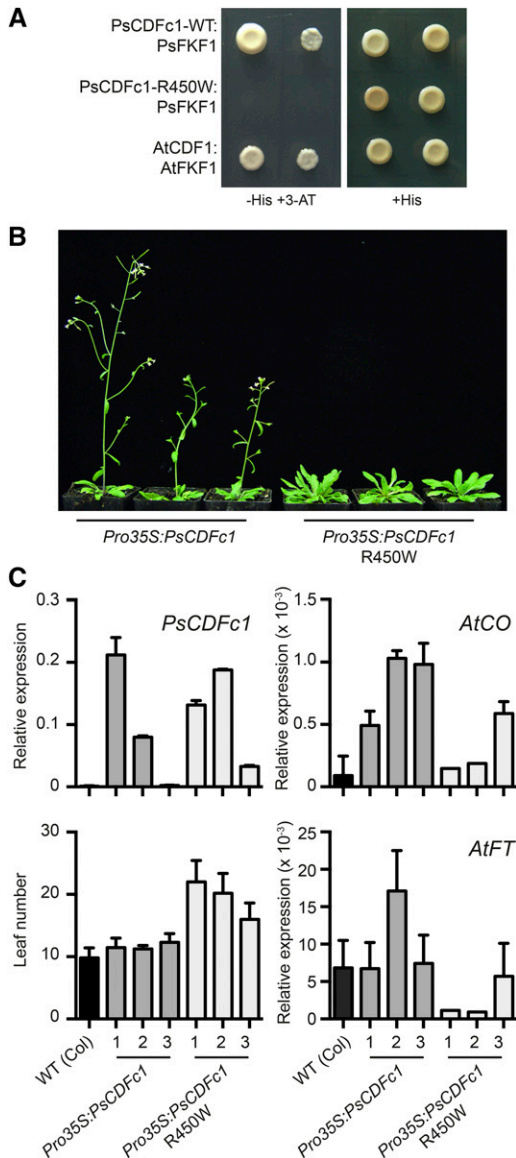 A
PsCDFc1-WT:
PsFKF1
PsCDFc1-R450W:
PsFKF1
AtCDF1:
AtFKF1
-His +3-AT
+His
B
Pro35S:PsCDFc1
Pro35S:PsCDFc1
R450W
C
PsCDFc1
Relative expression
0.3
0.2
0.1
0
AtCO
Relative expression (x 10⁻³)
1.5
1.0
0.5
0
Leaf number
30
20
10
0
WT (Col)
1 2 3
Pro35S:PsCDFc1
1 2 3
Pro35S:PsCDFc1
R450W
AtFT
Relative expression (x 10⁻³)
25
20
15
10
5
0
WT (Col)
1 2 3
Pro35S:PsCDFc1
1 2 3
Pro35S:PsCDFc1
R450W